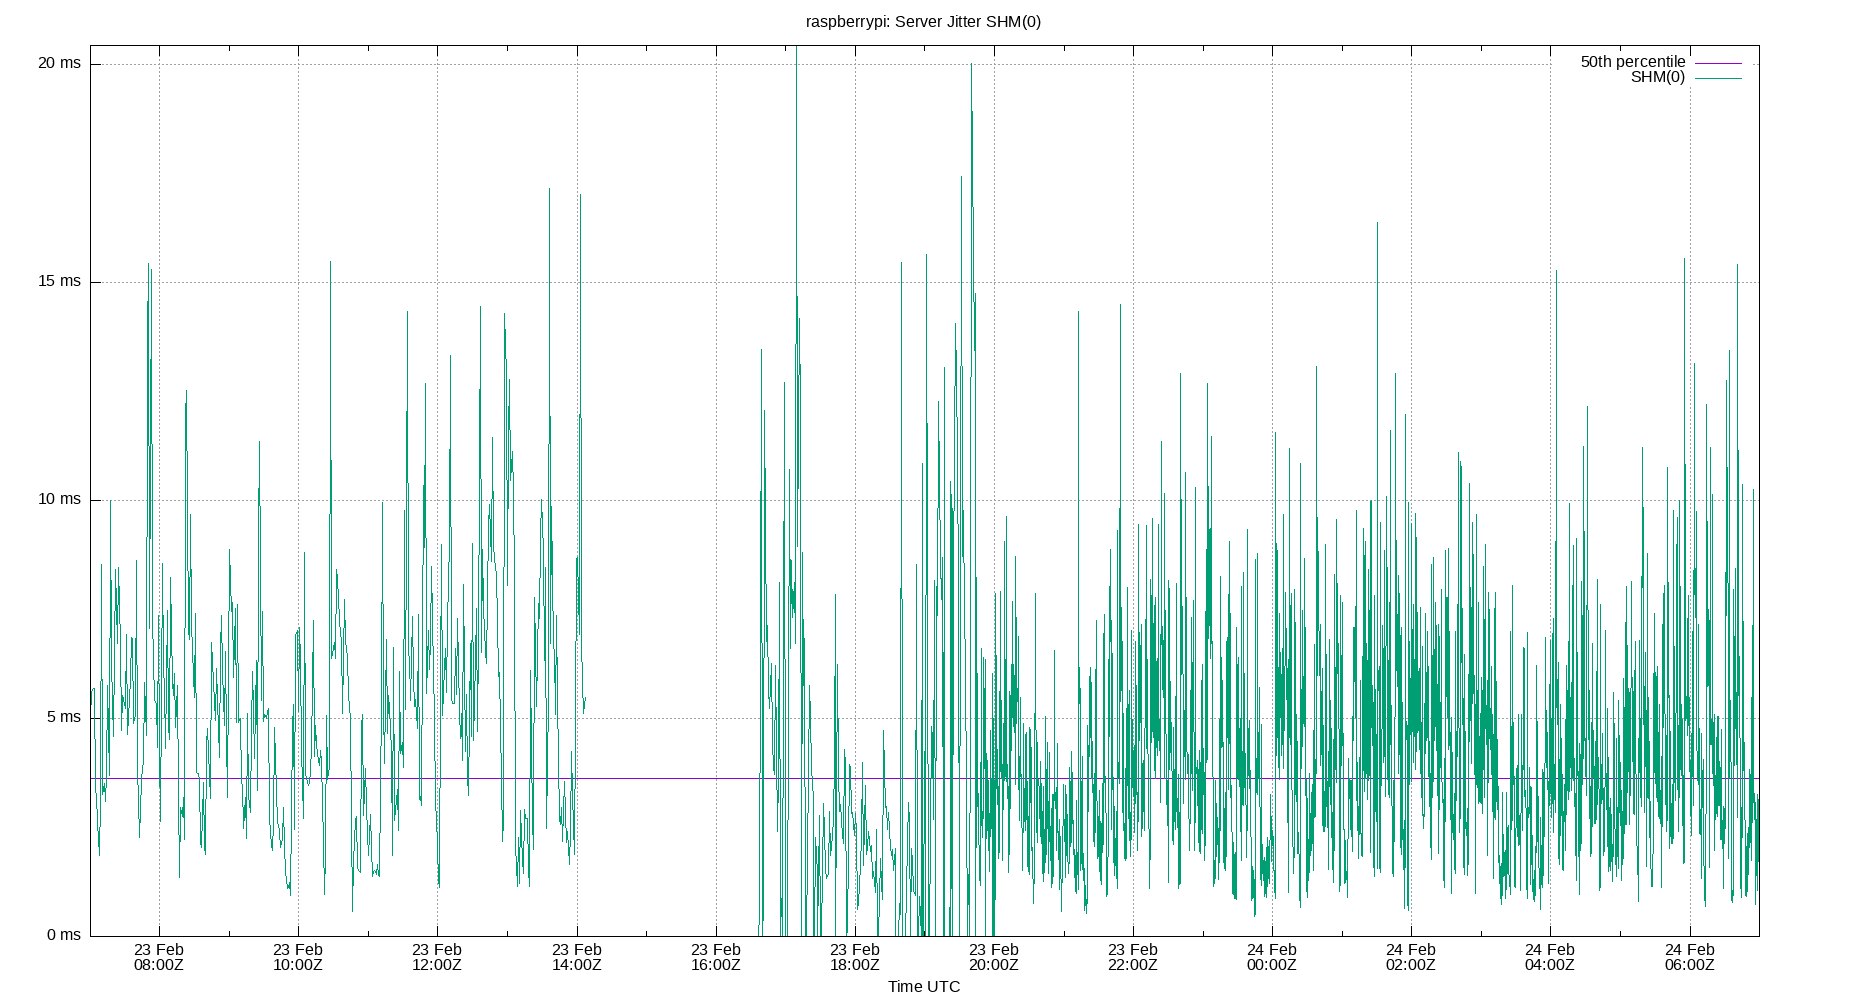 raspberrypi: Server Jitter SHM(0)
50th percentile
SHM(0)
20 ms
15 ms
10 ms
5 ms
0 ms
23 Feb 23 Feb 23 Feb 23 Feb 23 Feb 23 Feb 23 Feb 23 Feb 24 Feb 24 Feb 24 Feb 24 Feb
08:00Z 10:00Z 12:00Z 14:00Z 16:00Z 18:00Z 20:00Z 22:00Z 00:00Z 02:00Z 04:00Z 06:00Z
Time UTC